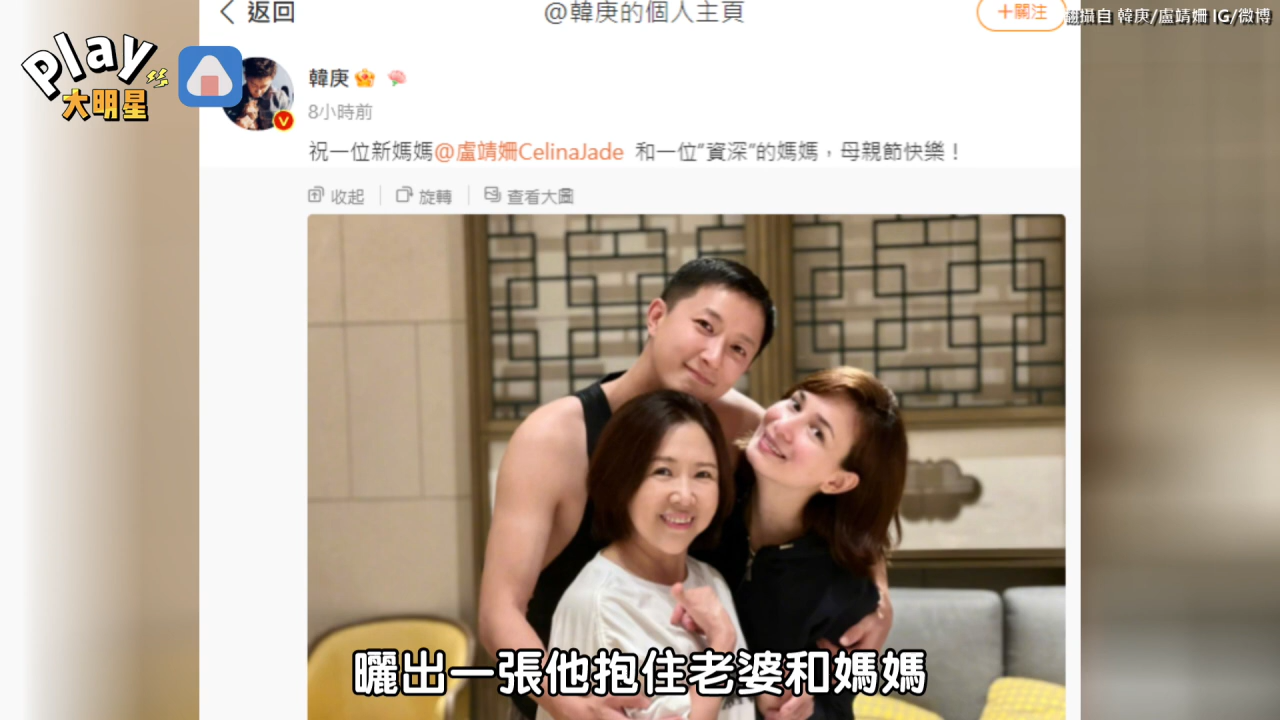 返回
@韓庚的個人主頁
+關注
翻攝自 韓庚/盧靖姍 IG/微博
Play
大明星
韓庚
8小時前
祝一位新媽媽@盧靖姍CelinaJade 和一位"資深"的媽媽，母親節快樂！
收起
旋轉
查看大圖
曬出一張他抱住老婆和媽媽